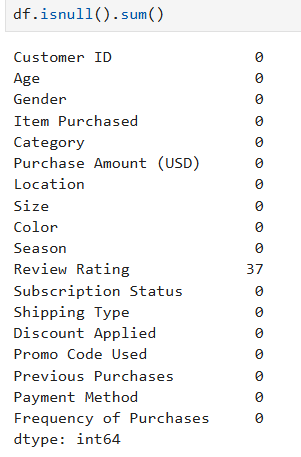 df.isnull().sum()
Customer ID 0
Age 0
Gender 0
Item Purchased 0
Category 0
Purchase Amount (USD) 0
Location 0
Size 0
Color 0
Season 0
Review Rating 37
Subscription Status 0
Shipping Type 0
Discount Applied 0
Promo Code Used 0
Previous Purchases 0
Payment Method 0
Frequency of Purchases 0
dtype: int64